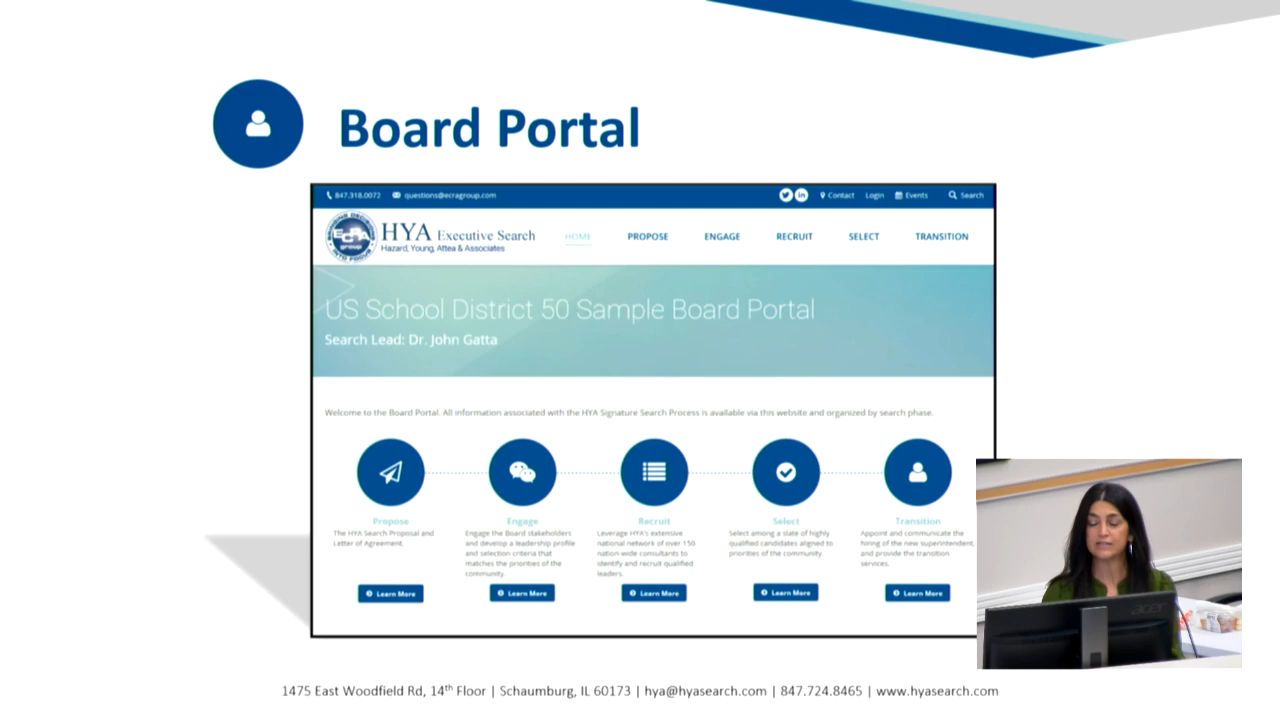 Board Portal
847.318.0072 questions@ecragroup.com Contact Login Events Search
ECRA
group
INTO FOCUS
HYA Executive Search
Hazard, Young, Attea & Associates
HOME PROPOSE ENGAGE RECRUIT SELECT TRANSITION
US School District 50 Sample Board Portal
Search Lead: Dr. John Gatta
Welcome to the Board Portal. All information associated with the HYA Signature Search Process is available via this website and organized by search phase.
Propose
The HYA Search Proposal and
Letter of Agreement.
Learn More
Engage
Engage the Board stakeholders
and develop a leadership profile
and selection criteria that
matches the priorities of the
community.
Learn More
Recruit
Leverage HYA's extensive
national network of over 150
nation-wide consultants to
identify and recruit qualified
leaders.
Learn More
Select
Select among a slate of highly
qualified candidates aligned to
priorities of the community.
Learn More
Transition
Appoint and communicate the
hiring of the new superintendent,
and provide the transition
services.
Learn More
acer
1475 East Woodfield Rd, 14th Floor | Schaumburg, IL 60173 | hya@hyasearch.com | 847.724.8465 | www.hyasearch.com